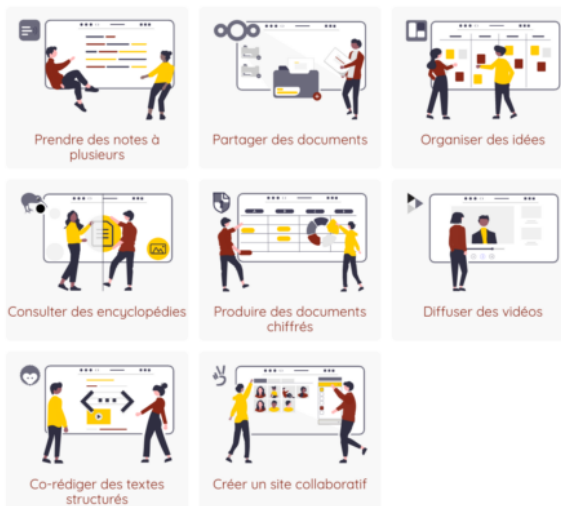 Prendre des notes à
plusieurs
Partager des documents
Organiser des idées
Consulter des encyclopédies
Produire des documents
chiffrés
Diffuser des vidéos
Co-rédiger des textes
structurés
Créer un site collaboratif